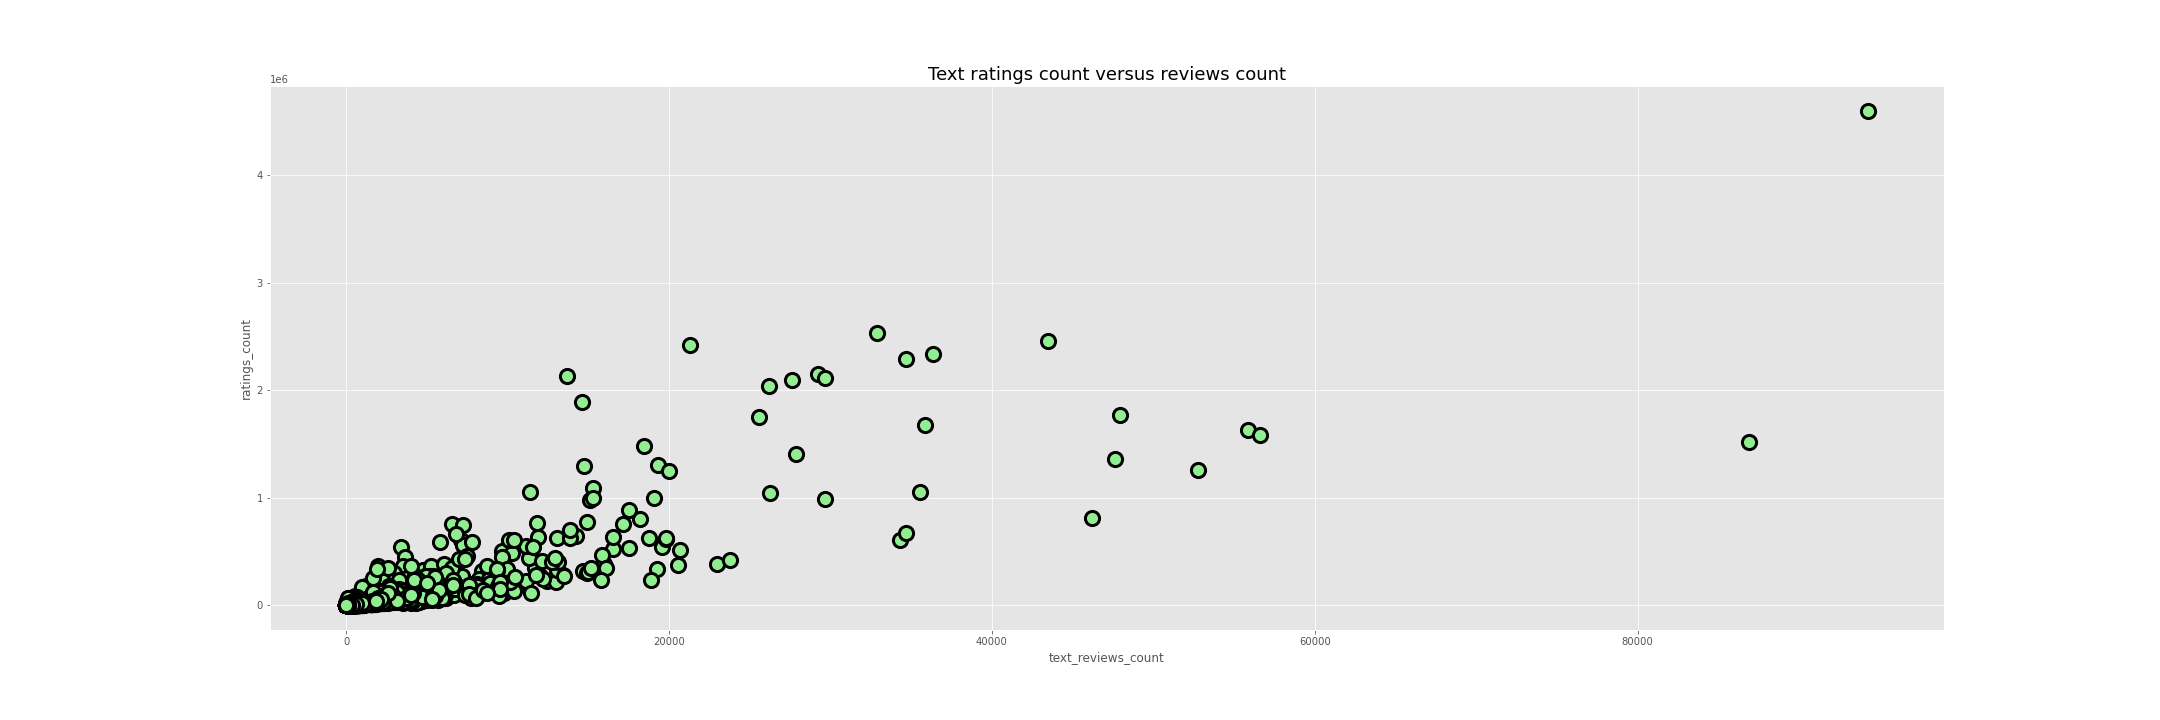 Text ratings count versus reviews count
1e6
4
3
2
1
0
ratings_count
0 20000 40000 60000 80000
text_reviews_count